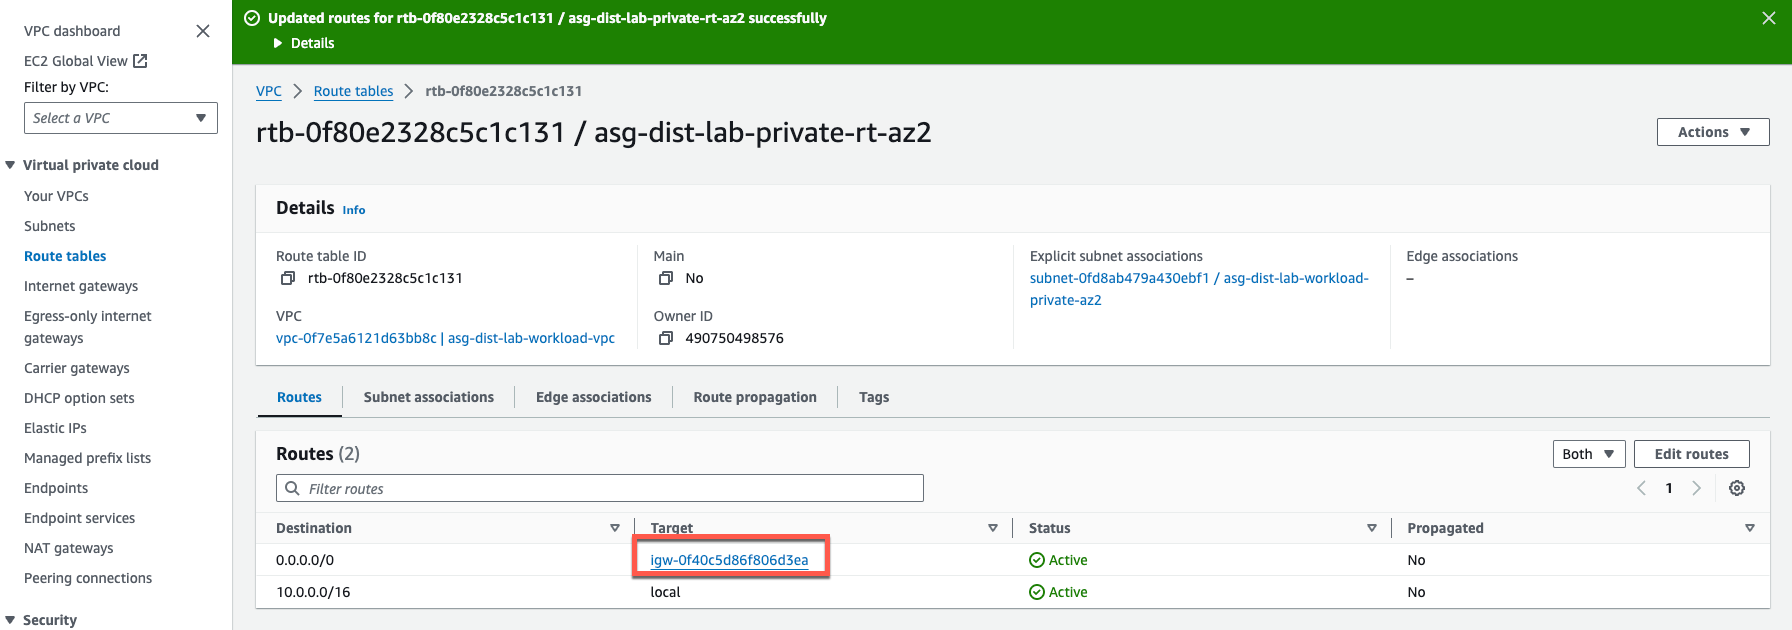 VPC dashboard
EC2 Global View
Filter by VPC:
Select a VPC
Virtual private cloud
Your VPCs
Subnets
Route tables
Internet gateways
Egress-only internet
gateways
Carrier gateways
DHCP option sets
Elastic IPs
Managed prefix lists
Endpoints
Endpoint services
NAT gateways
Peering connections
Security
Updated routes for rtb-0f80e2328c5c1c131 / asg-dist-lab-private-rt-az2 successfully
Details
VPC > Route tables > rtb-0f80e2328c5c1c131
rtb-0f80e2328c5c1c131 / asg-dist-lab-private-rt-az2
Actions
Details Info
Route table ID
rtb-0f80e2328c5c1c131
VPC
vpc-0f7e5a6121d63bb8c | asg-dist-lab-workload-vpc
Main
No
Owner ID
490750498576
Explicit subnet associations
subnet-0fd8ab479a430ebf1 / asg-dist-lab-workload-
private-az2
Edge associations
–
Routes Subnet associations Edge associations Route propagation Tags
Routes (2)
Both Edit routes
Filter routes
1
Destination Target Status Propagated
0.0.0.0/0 igw-0f40c5d86f806d3ea Active No
10.0.0.0/16 local Active No